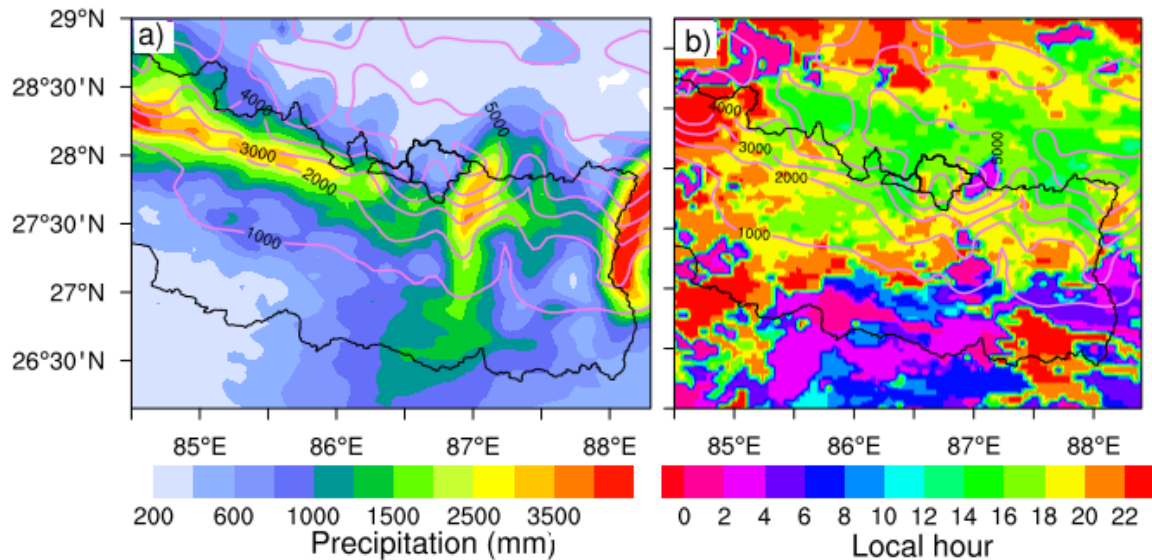 a)
b)
29°N
28°30'N
28°N
27°30'N
27°N
26°30'N
4000
5000
3000
2000
1000
4000
5000
3000
2000
1000
85°E 86°E 87°E 88°E
85°E 86°E 87°E 88°E
200 600 1000 1500 2500 3500
0 2 4 6 8 10 12 14 16 18 20 22
Precipitation (mm)
Local hour